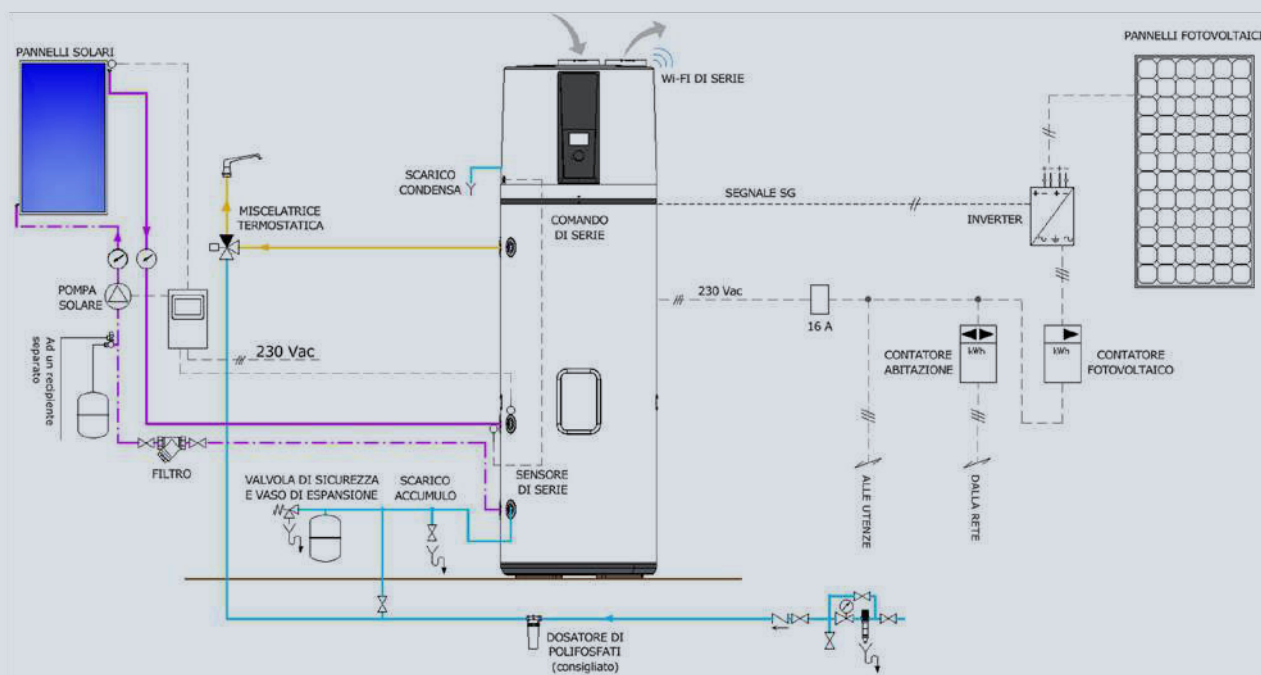 PANNELLI SOLARI
PANNELLI FOTOVOLTAICI
Wi-FI DI SERIE
SCARICO
CONDENSA
SEGNALE SG
MISCELATRICE
TERMOSTATICA
COMANDO
DI SERIE
INVERTER
POMPA
SOLARE
230 Vac
16 A
Ad un recipiente
separato
230 Vac
kWh
kWh
CONTATORE
ABITAZIONE
CONTATORE
FOTOVOLTAICO
FILTRO
VALVOLA DI SICUREZZA
E VASO DI ESPANSIONE
SCARICO
ACCUMULO
SENSORE
DI SERIE
ALLE UTENZE
DALLA RETE
DOSATORE DI
POLIFOSFATI
(consigliato)